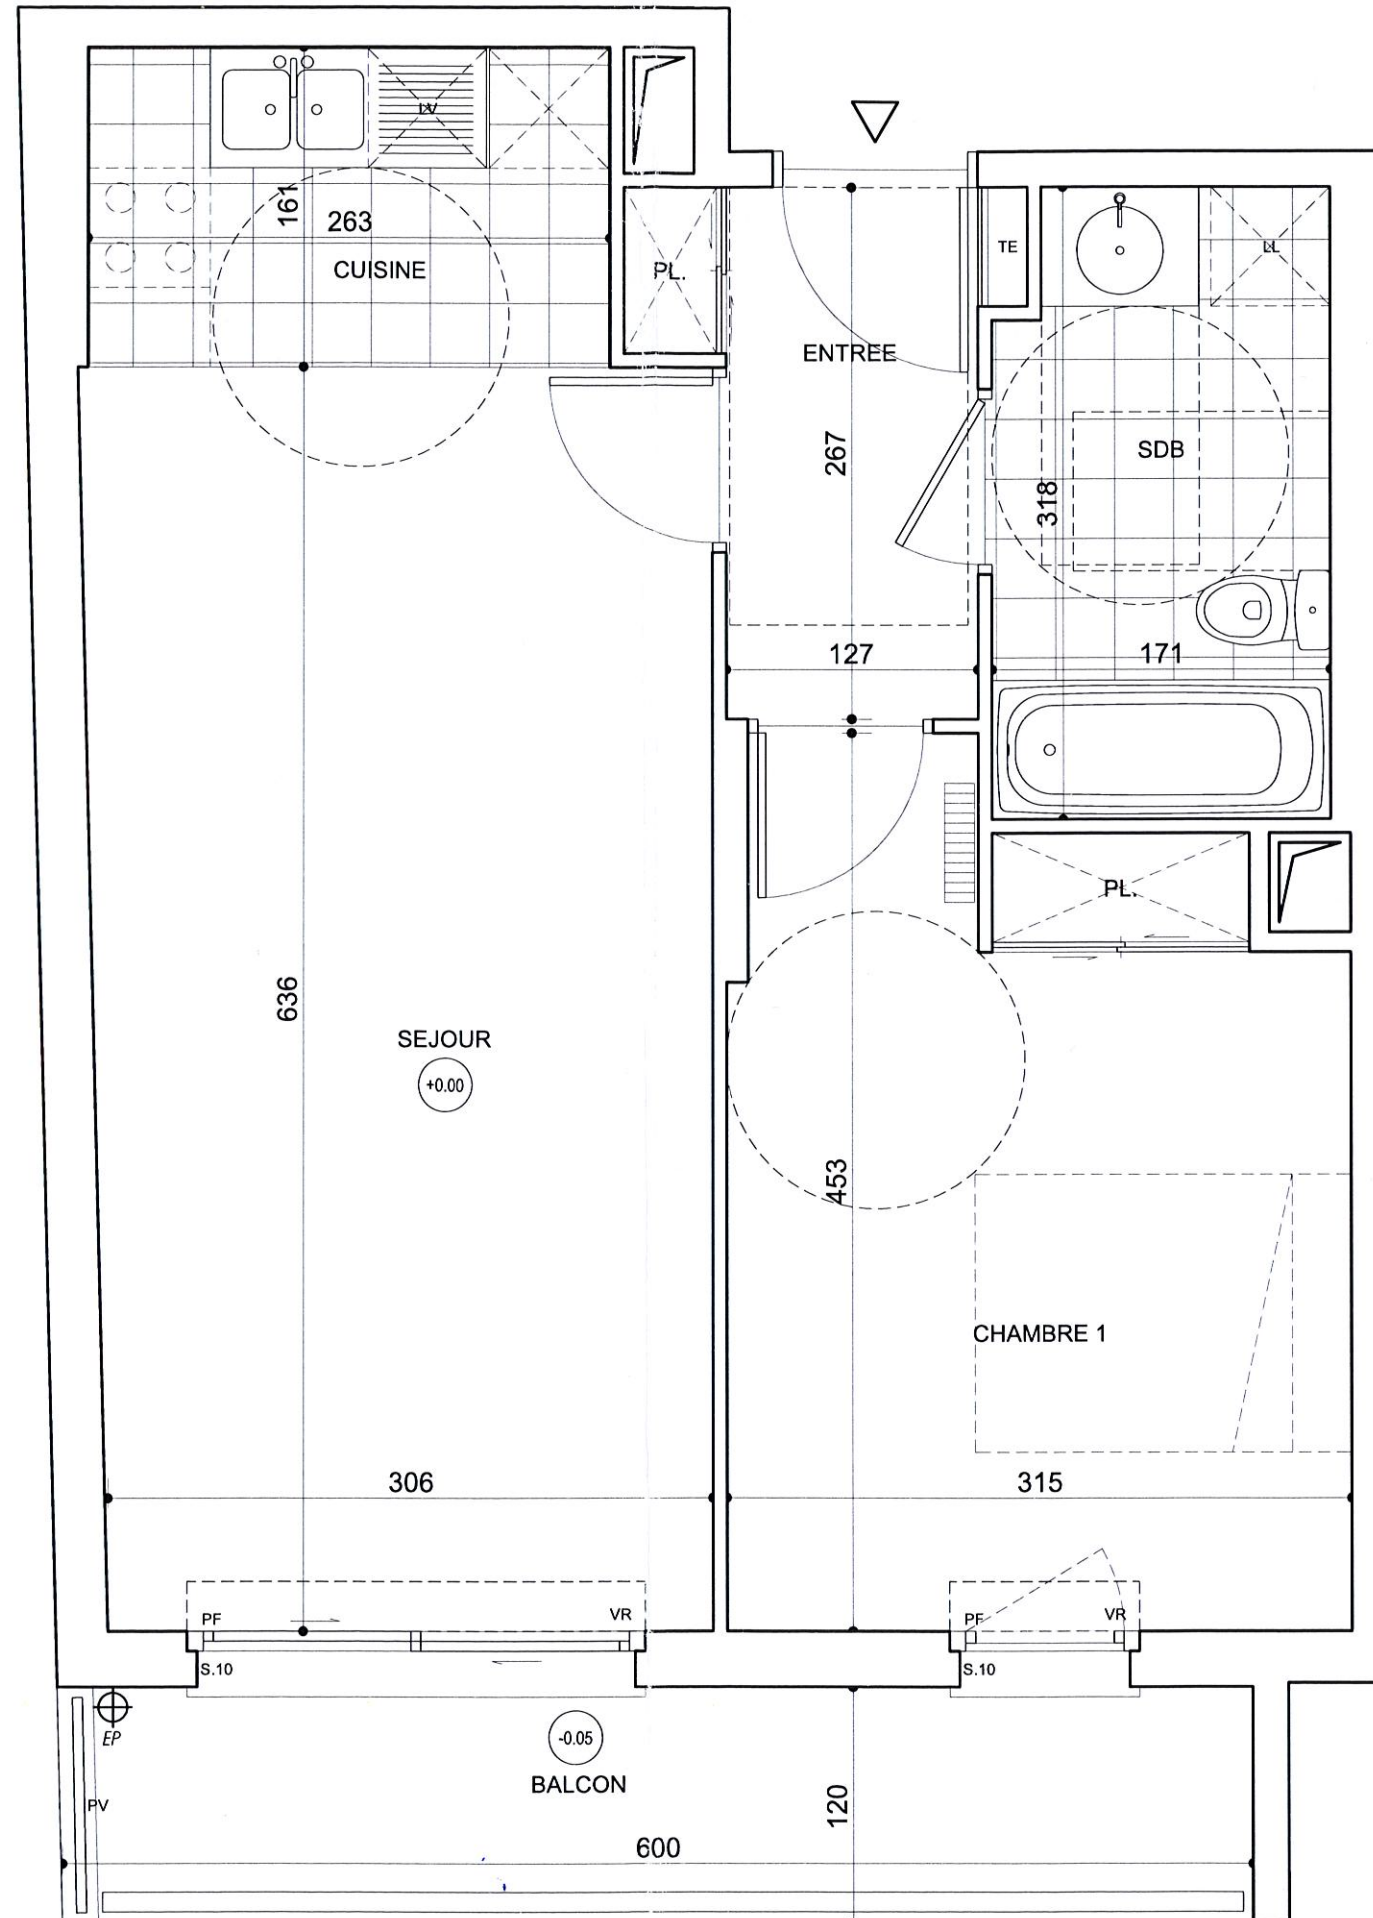 LV
161
263
CUISINE
PL.
TE
LL
ENTREE
267
SDB
318
127
171
PL.
636
SEJOUR
+0.00
453
CHAMBRE 1
306
315
PF
VR
PF
VR
S.10
S.10
EP
-0.05
BALCON
PV
120
600